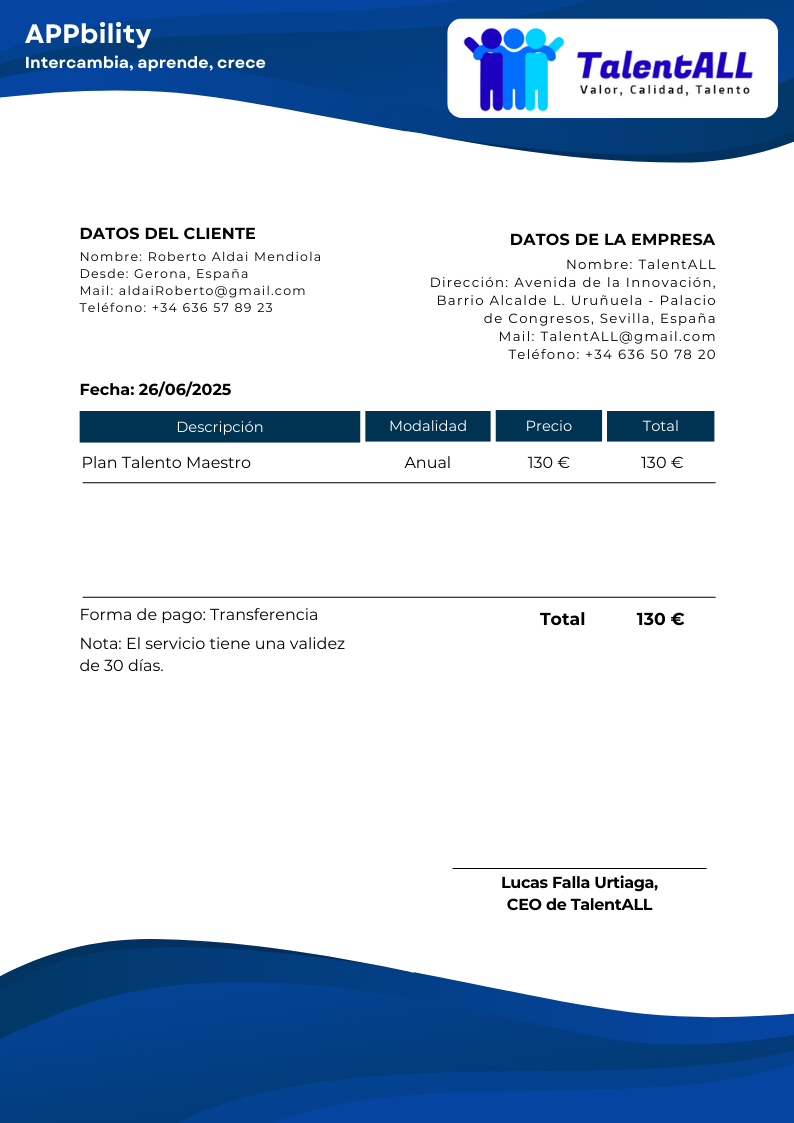 APPbility
Intercambia, aprende, crece
TalentALL
Valor, Calidad, Talento
DATOS DEL CLIENTE
Nombre: Roberto Aldai Mendiola
Desde: Gerona, España
Mail: aldaiRoberto@gmail.com
Teléfono: +34 636 57 89 23
DATOS DE LA EMPRESA
Nombre: TalentALL
Dirección: Avenida de la Innovación,
Barrio Alcalde L. Uruñuela - Palacio
de Congresos, Sevilla, España
Mail: TalentALL@gmail.com
Teléfono: +34 636 50 78 20
Fecha: 26/06/2025
Descripción Modalidad Precio Total
Plan Talento Maestro Anual 130 € 130 €
Forma de pago: Transferencia
Total 130 €
Nota: El servicio tiene una validez
de 30 días.
Lucas Falla Urtiaga,
CEO de TalentALL